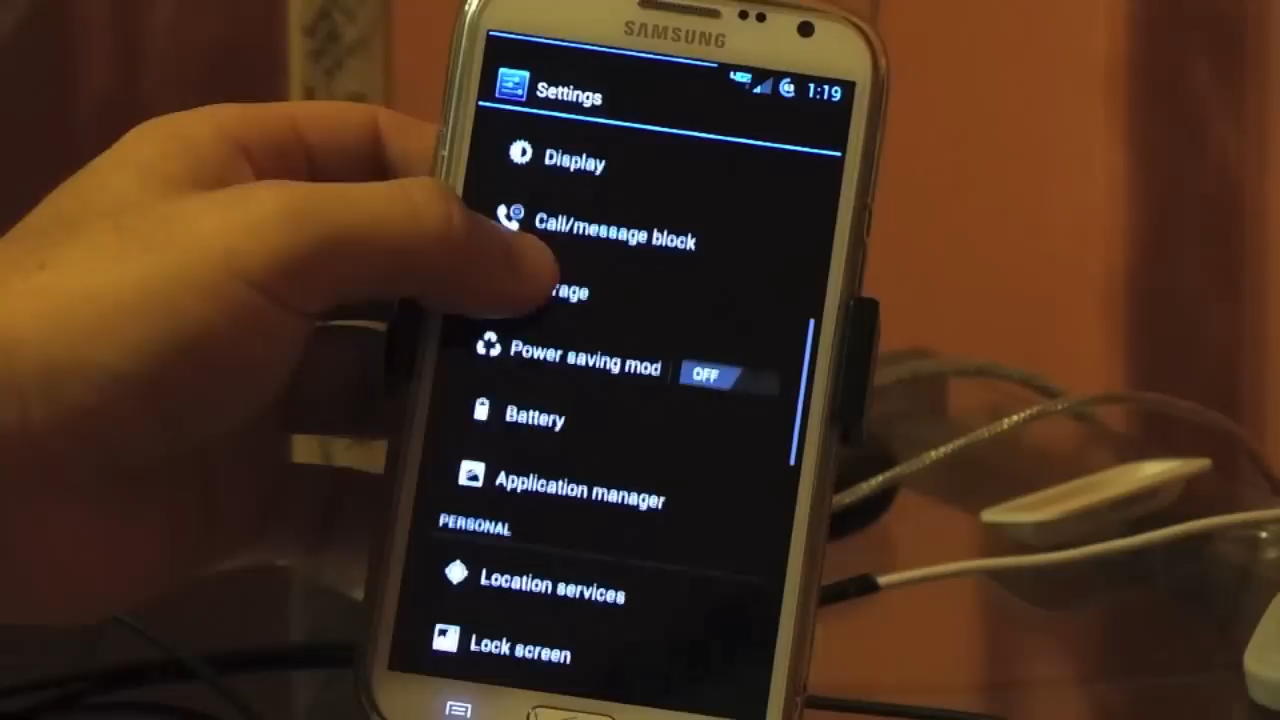 SAMSUNG
4G
1:19
Settings
Display
Call/message block
rage
Power saving mod
OFF
Battery
Application manager
PERSONAL
Location services
Lock screen